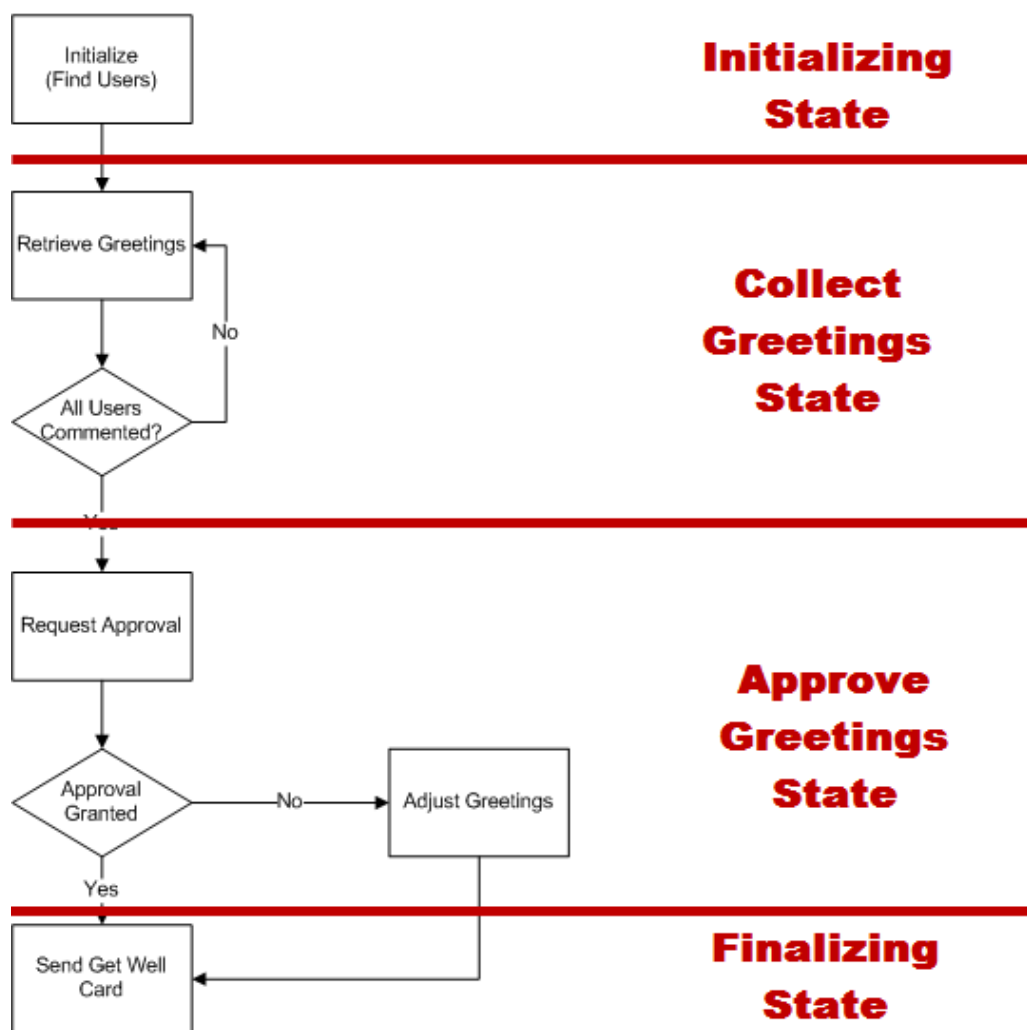 Initialize
(Find Users)
Initializing
State
Retrieve Greetings
No
Collect
Greetings
State
All Users
Commented?
Yes
Request Approval
Approve
Greetings
State
Approval
Granted
No
Adjust Greetings
Yes
Send Get Well
Card
Finalizing
State